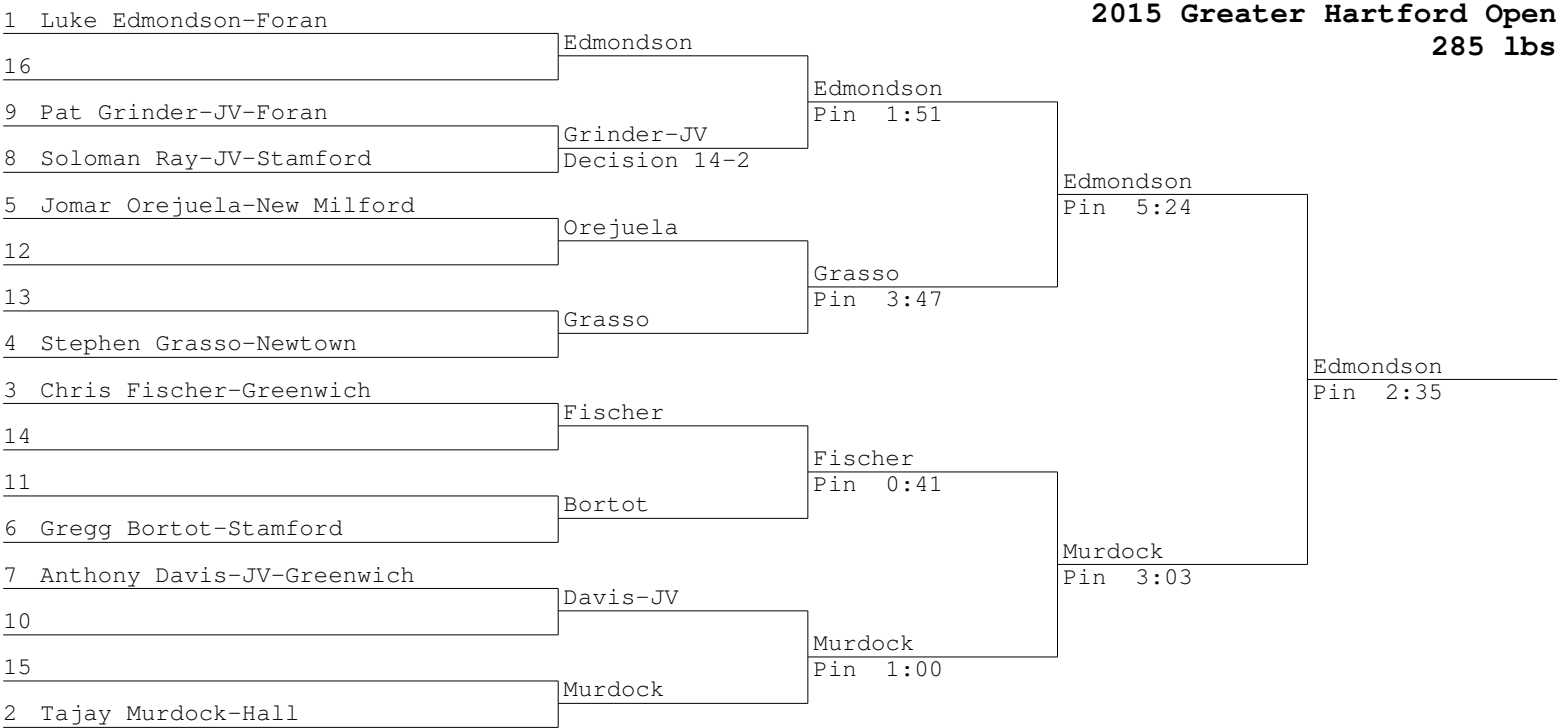 2015 Greater Hartford Open
285 lbs
1 Luke Edmondson-Foran
16
9 Pat Grinder-JV-Foran
8 Soloman Ray-JV-Stamford
5 Jomar Orejuela-New Milford
12
13
4 Stephen Grasso-Newtown
3 Chris Fischer-Greenwich
14
11
6 Gregg Bortot-Stamford
7 Anthony Davis-JV-Greenwich
10
15
2 Tajay Murdock-Hall
Edmondson
Grinder-JV
Decision 14-2
Orejuela
Grasso
Fischer
Bortot
Davis-JV
Murdock
Edmondson
Pin 1:51
Grasso
Pin 3:47
Fischer
Pin 0:41
Murdock
Pin 1:00
Edmondson
Pin 5:24
Murdock
Pin 3:03
Edmondson
Pin 2:35